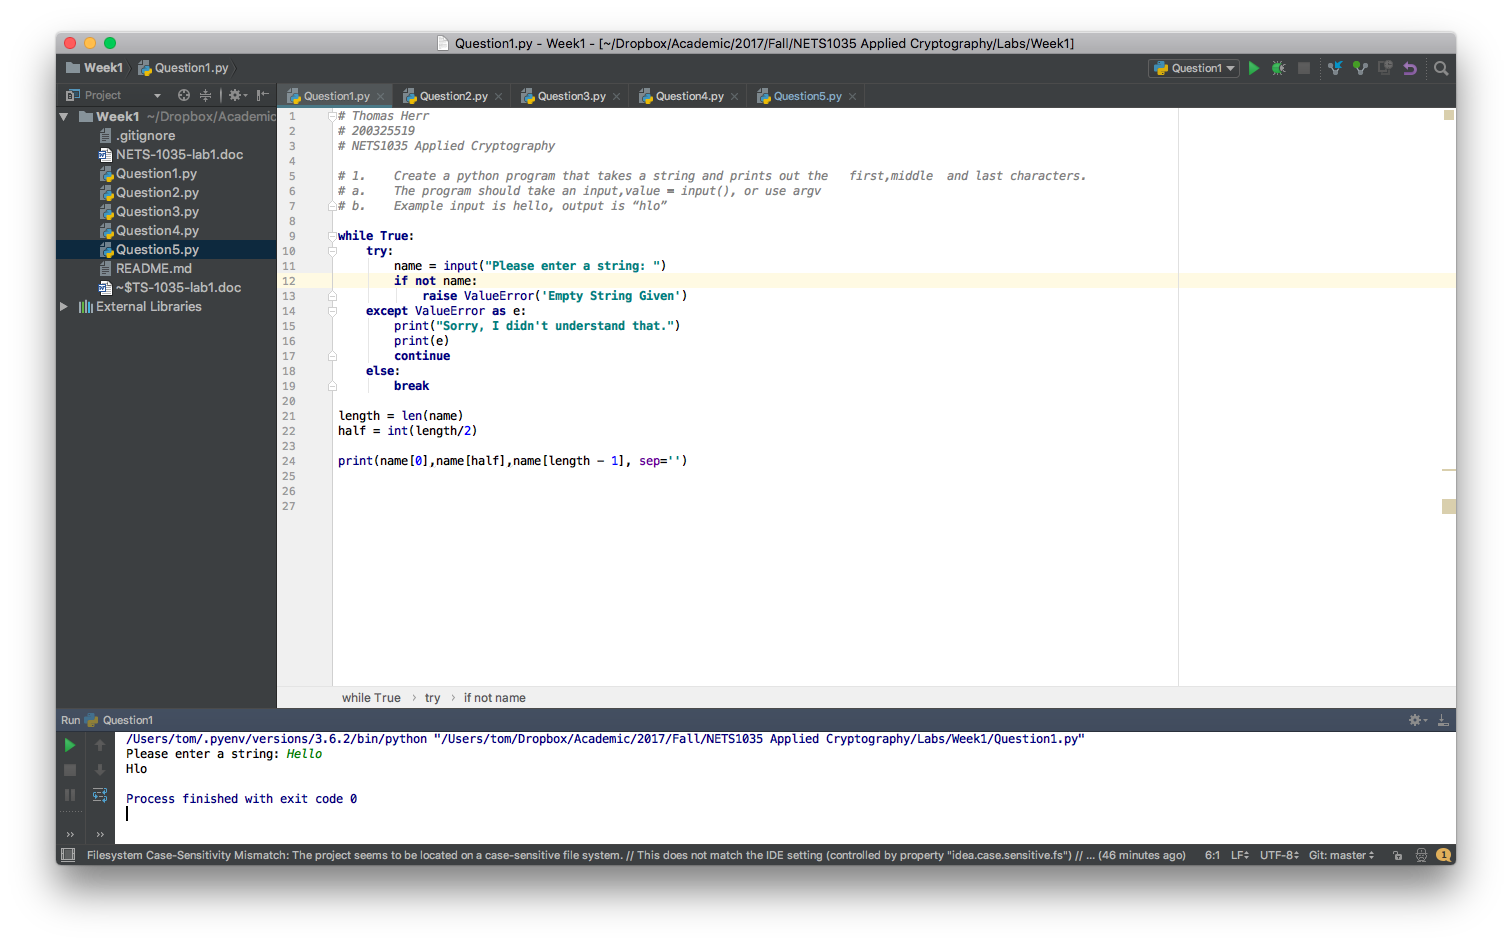 Question1.py - Week1 - [~/Dropbox/Academic/2017/Fall/NETS1035 Applied Cryptography/Labs/Week1]
Week1 Question1.py
Question1
Project
Question1.py Question2.py Question3.py Question4.py Question5.py
Week1 ~/Dropbox/Academic
.gitignore
NETS-1035-lab1.doc
Question1.py
Question2.py
Question3.py
Question4.py
Question5.py
README.md
~$TS-1035-lab1.doc
External Libraries
1 # Thomas Herr
2 # 200325519
3 # NETS1035 Applied Cryptography
4
5 # 1.    Create a python program that takes a string and prints out the   first,middle  and last characters.
6 # a.    The program should take an input,value = input(), or use argv
7 # b.    Example input is hello, output is “hlo”
8
9 while True:
10     try:
11         name = input("Please enter a string: ")
12         if not name:
13             raise ValueError('Empty String Given')
14     except ValueError as e:
15         print("Sorry, I didn't understand that.")
16         print(e)
17         continue
18     else:
19         break
20
21 length = len(name)
22 half = int(length/2)
23
24 print(name[0],name[half],name[length - 1], sep='')
25
26
27
while True › try › if not name
Run Question1
/Users/tom/.pyenv/versions/3.6.2/bin/python "/Users/tom/Dropbox/Academic/2017/Fall/NETS1035 Applied Cryptography/Labs/Week1/Question1.py"
Please enter a string: Hello
Hlo
Process finished with exit code 0
Filesystem Case-Sensitivity Mismatch: The project seems to be located on a case-sensitive file system. // This does not match the IDE setting (controlled by property "idea.case.sensitive.fs") // ... (46 minutes ago) 6:1 LF UTF-8 Git: master 1